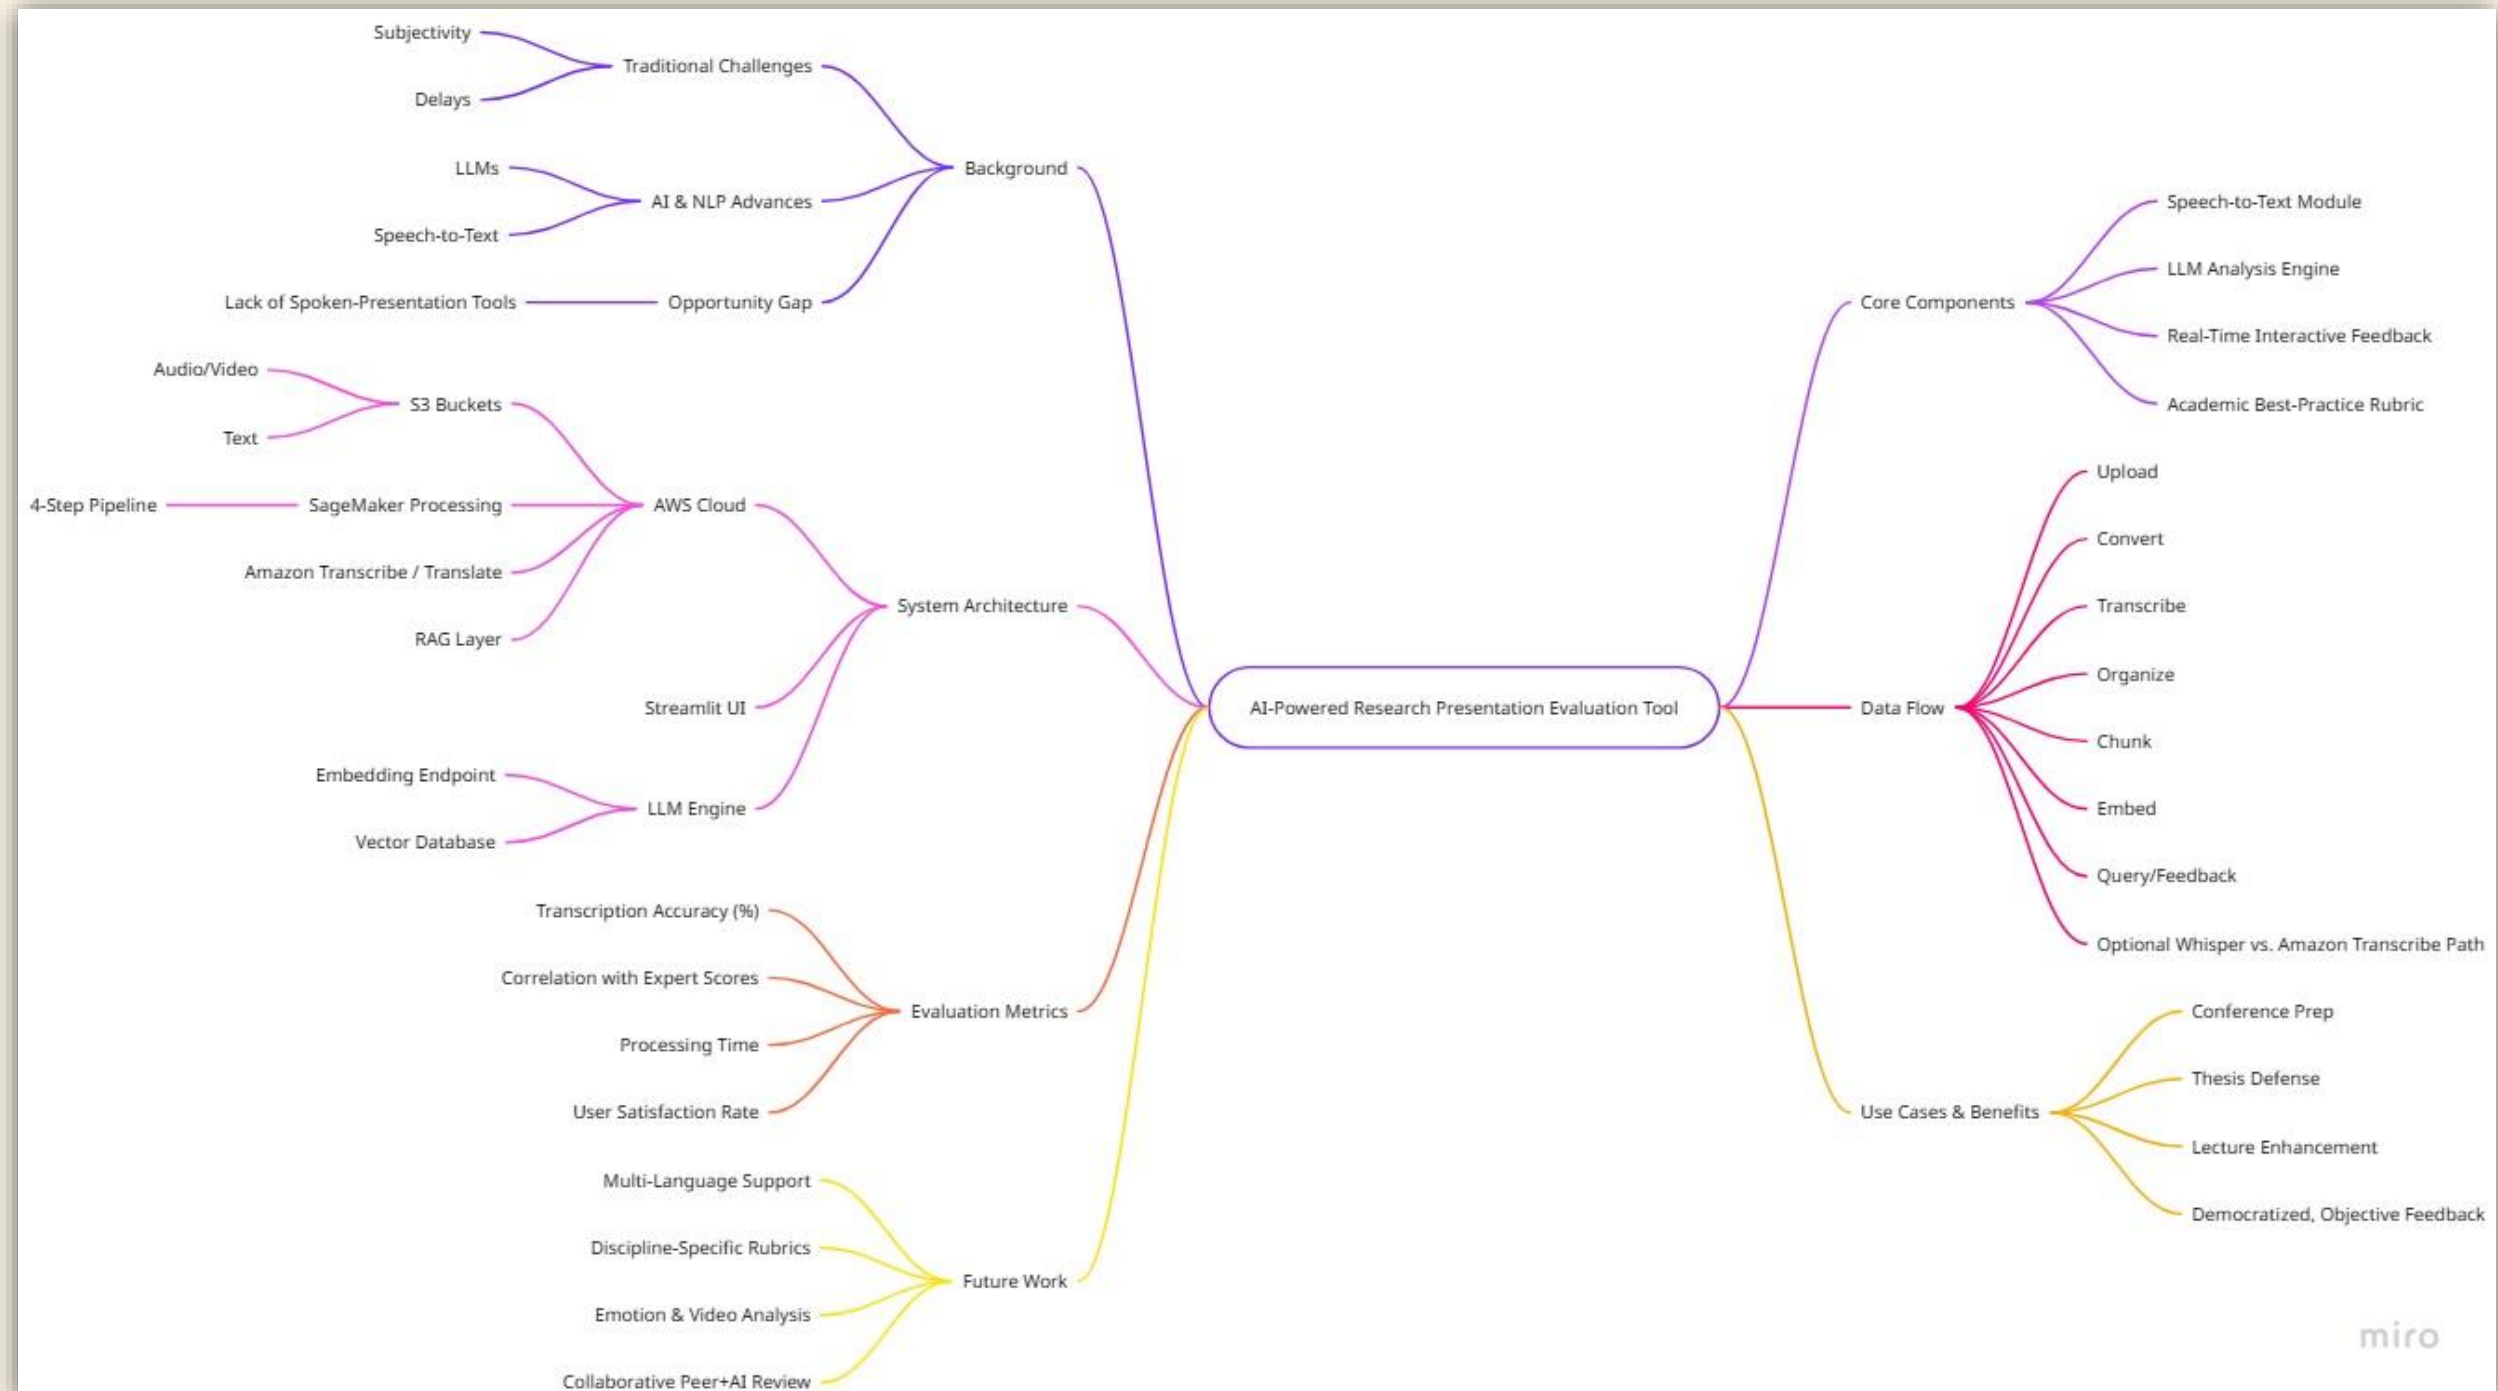 Subjectivity
Traditional Challenges
Delays
LLMs
Background
AI & NLP Advances
Speech-to-Text
Lack of Spoken-Presentation Tools
Opportunity Gap
Audio/Video
S3 Buckets
Text
4-Step Pipeline
SageMaker Processing
AWS Cloud
Amazon Transcribe / Translate
System Architecture
RAG Layer
Streamlit UI
Embedding Endpoint
LLM Engine
Vector Database
Transcription Accuracy (%)
Correlation with Expert Scores
Evaluation Metrics
Processing Time
User Satisfaction Rate
Multi-Language Support
Discipline-Specific Rubrics
Future Work
Emotion & Video Analysis
Collaborative Peer+AI Review
AI-Powered Research Presentation Evaluation Tool
Speech-to-Text Module
LLM Analysis Engine
Core Components
Real-Time Interactive Feedback
Academic Best-Practice Rubric
Upload
Convert
Transcribe
Organize
Data Flow
Chunk
Embed
Query/Feedback
Optional Whisper vs. Amazon Transcribe Path
Conference Prep
Thesis Defense
Use Cases & Benefits
Lecture Enhancement
Democratized, Objective Feedback
miro